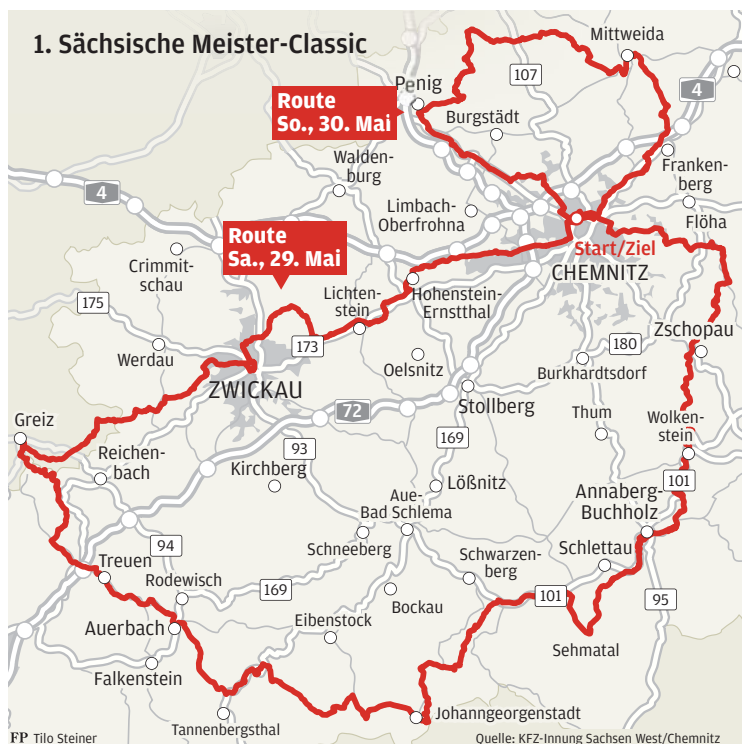 1. Sächsische Meister-Classic
Mittweida
107
4
Penig
Route
So., 30. Mai
Burgstädt
Walden-
burg
Franken-
berg
4
Limbach-
Oberfrohna
Flöha
Route
Sa., 29. Mai
Start/Ziel
CHEMNITZ
Crimmit-
schau
175
Lichten-
stein
Hohenstein-
Ernstthal
Zschopau
Werdau
173
180
Oelsnitz
Burkhardtsdorf
ZWICKAU
72
Stollberg
Thum
Wolken-
stein
Greiz
Reichen-
bach
93
169
Kirchberg
101
Lößnitz
Annaberg-
Buchholz
Aue-
Bad Schlema
94
Schneeberg
Schwarzen-
berg
Schlettau
Treuen
Rodewisch
169
Bockau
101
95
Auerbach
Eibenstock
Sehmatal
Falkenstein
Tannenbergsthal
Johanngeorgenstadt
FP Tilo Steiner
Quelle: KFZ-Innung Sachsen West/Chemnitz